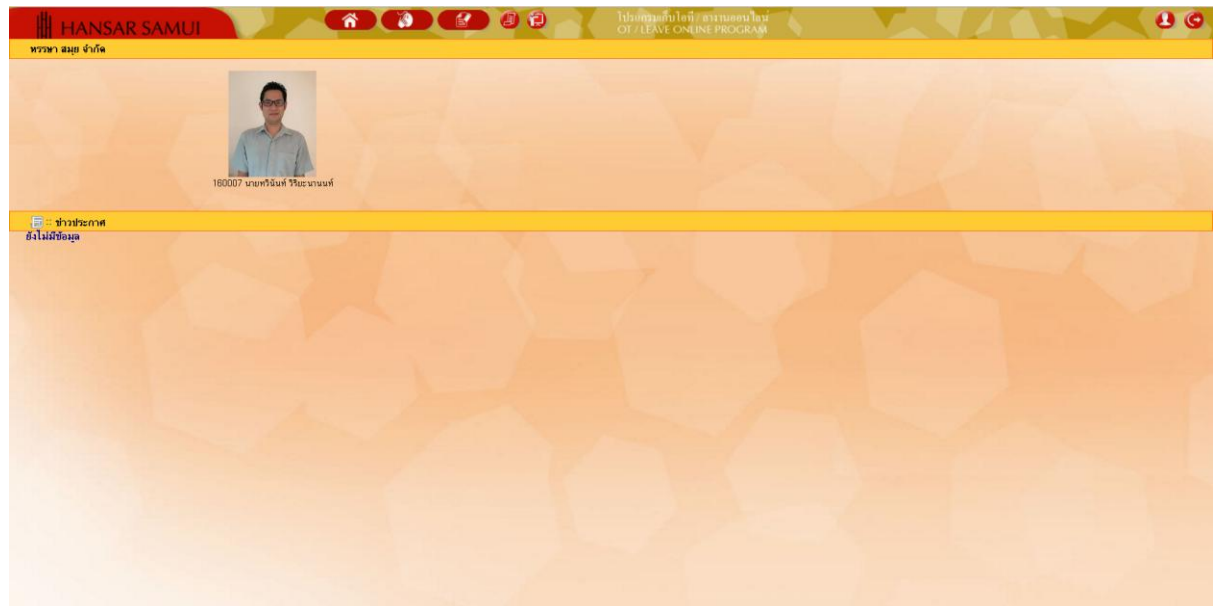 HANSAR SAMUI
โปรแกรมเก็บโอที / ลางานออนไลน์
OT / LEAVE ONLINE PROGRAM
หรรษา สมุย จำกัด
160007 นายทวินันท์ วิริยะนานนท์
:: ข่าวประกาศ
ยังไม่มีข้อมูล